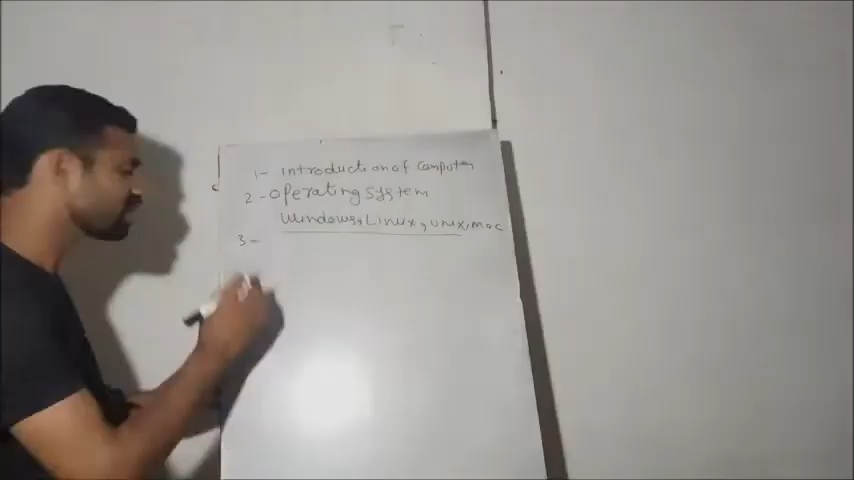 1- Introduction of Computer
2-Operating system
Windows, Linux, Unix, Mac
3-